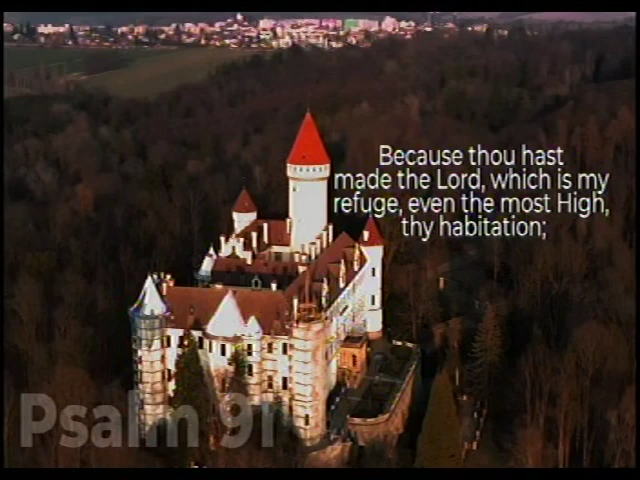 Because thou hast
made the Lord, which is my
refuge, even the most High,
thy habitation;
Psalm 91